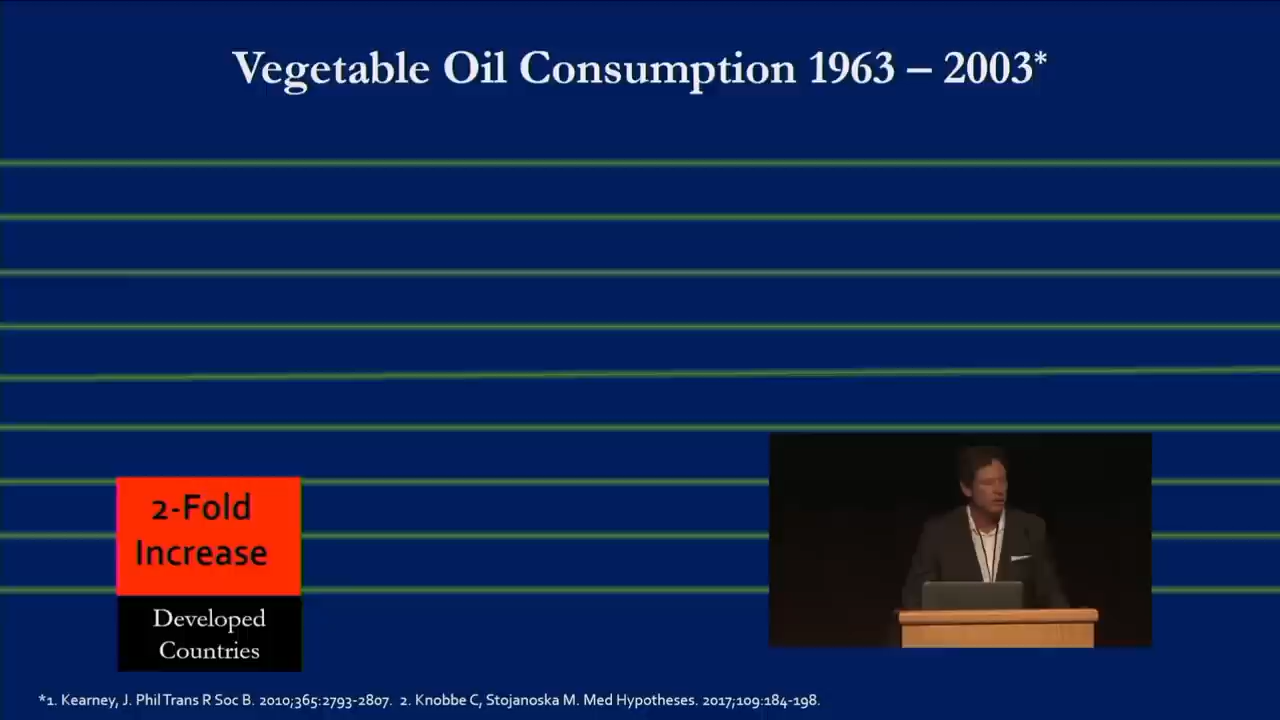 Vegetable Oil Consumption 1963 – 2003*
2-Fold
Increase
Developed
Countries
*1. Kearney, J. Phil Trans R Soc B. 2010;365:2793-2807. 2. Knobbe C, Stojanoska M. Med Hypotheses. 2017;109:184-198.